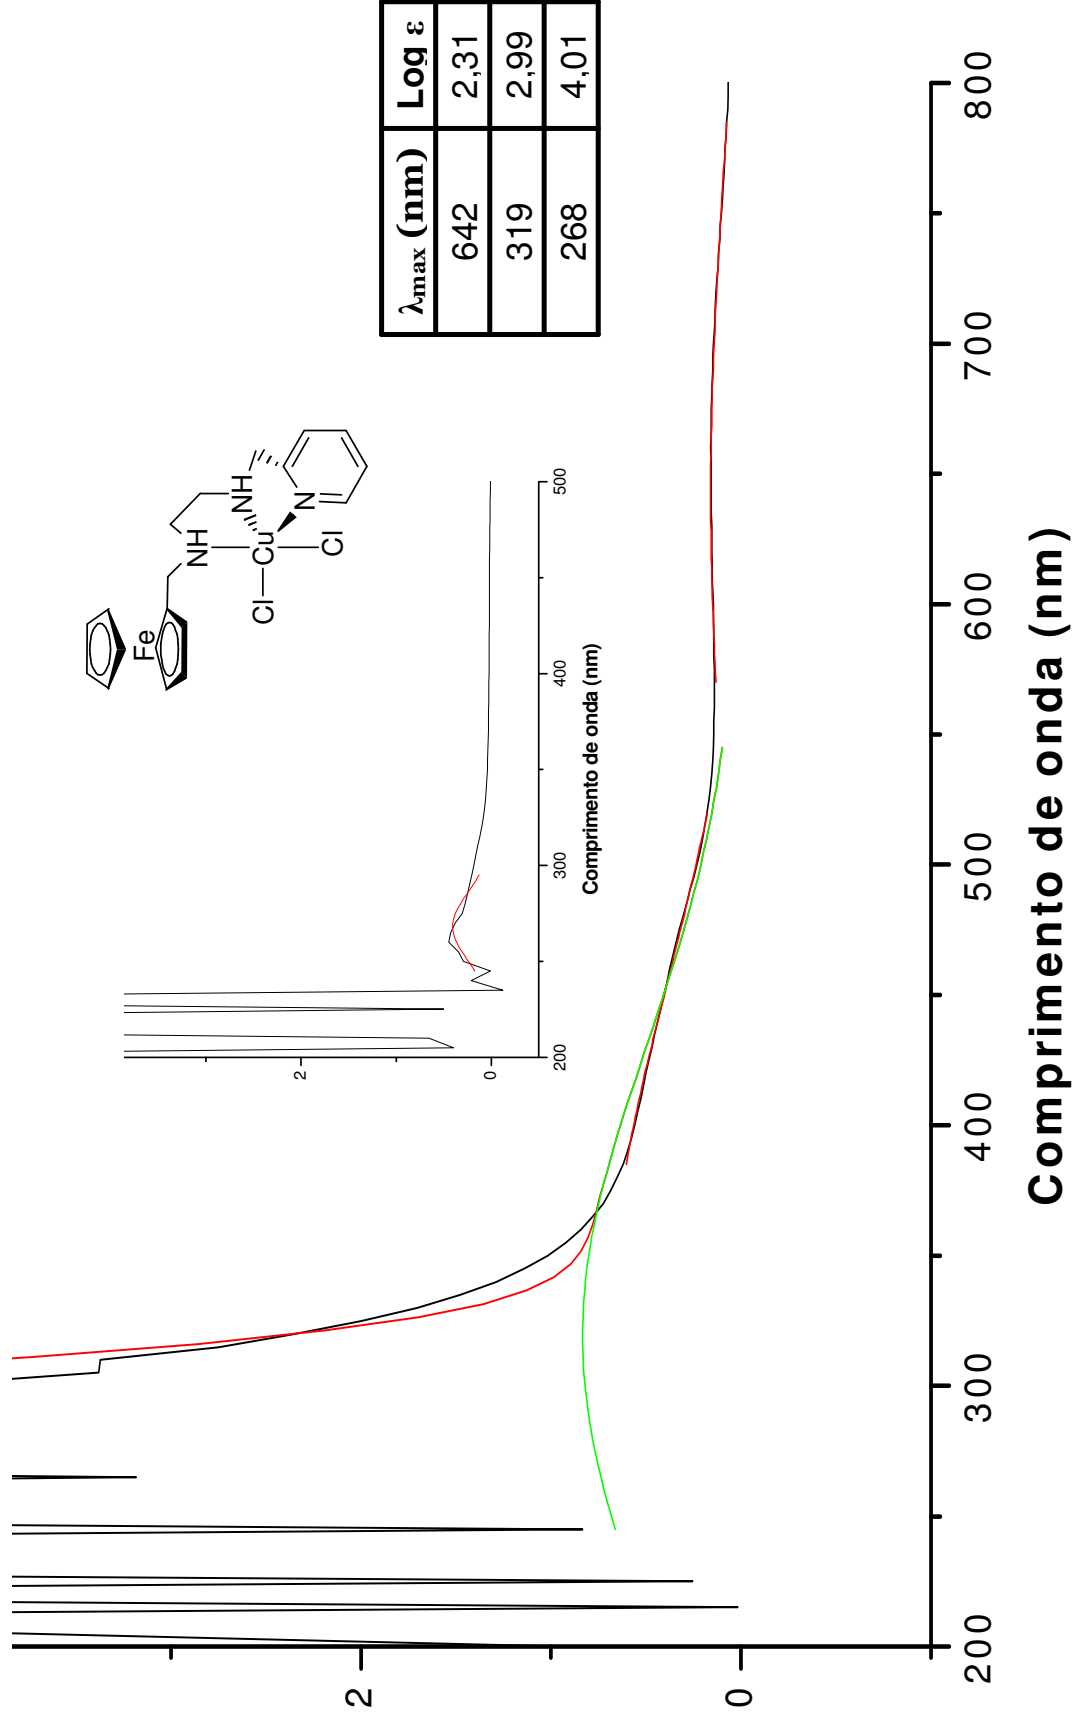 Fe
NH
NH
N
Cu
Cl
Cl
λmax (nm) Log ε
642 2,31
319 2,99
268 4,01
2
0
200 300 400 500
Comprimento de onda (nm)
2
0
200 300 400 500 600 700 800
Comprimento de onda (nm)